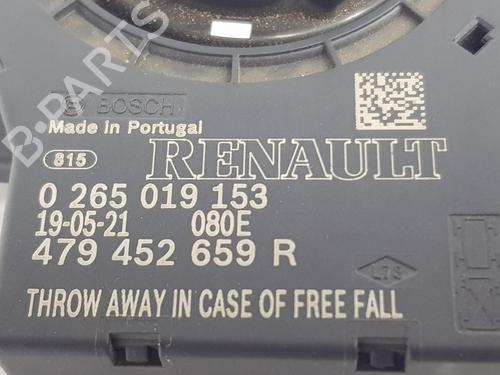 BOSCH
Made in Portugal
815
RENAULT
0 265 019 153
19-05-21 080E
479 452 659 R
L7S
THROW AWAY IN CASE OF FREE FALL
B-PARTS